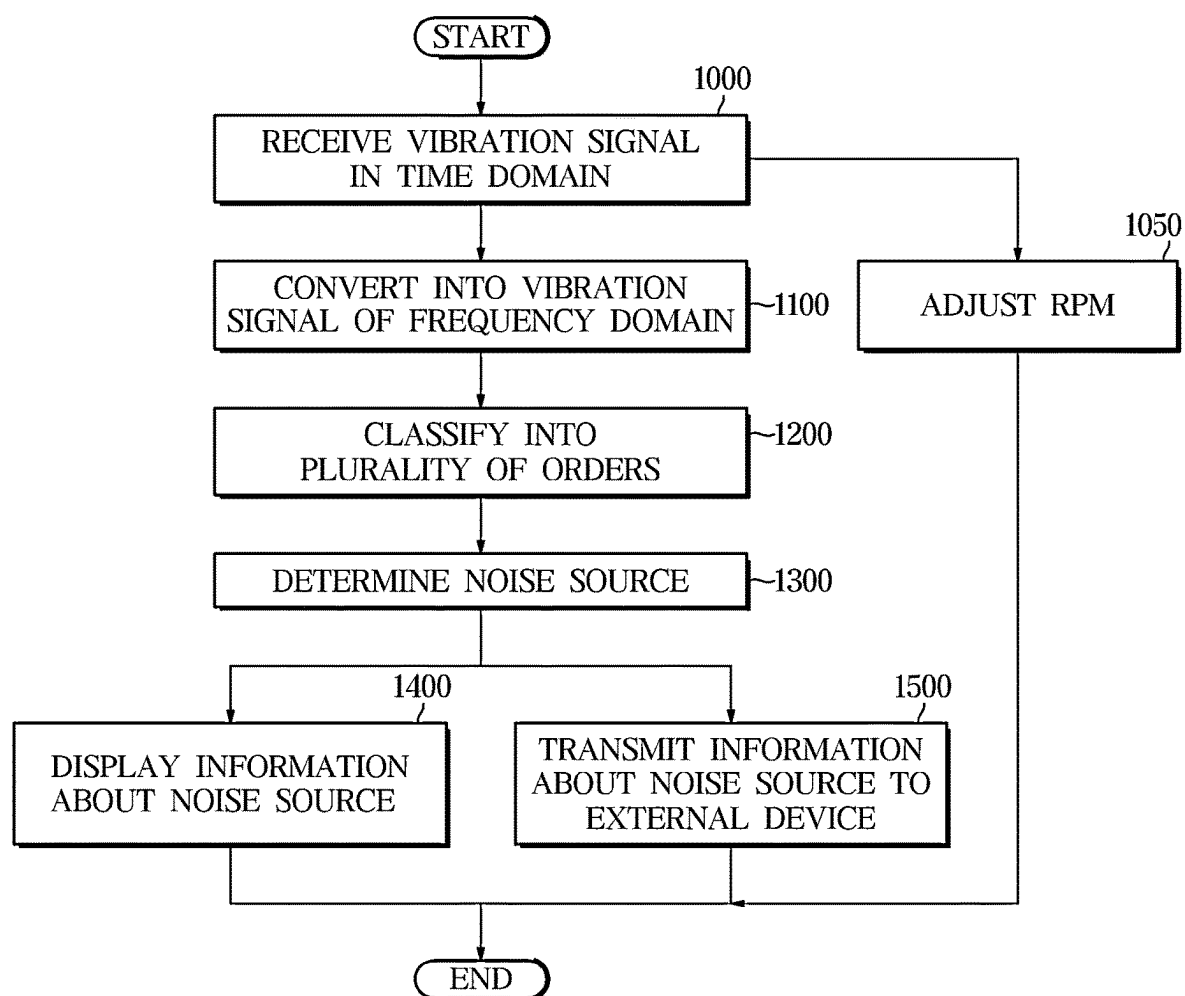 START
1000
RECEIVE VIBRATION SIGNAL
IN TIME DOMAIN
1050
ADJUST RPM
CONVERT INTO VIBRATION
SIGNAL OF FREQUENCY DOMAIN
1100
CLASSIFY INTO
PLURALITY OF ORDERS
1200
DETERMINE NOISE SOURCE
1300
1400
DISPLAY INFORMATION
ABOUT NOISE SOURCE
1500
TRANSMIT INFORMATION
ABOUT NOISE SOURCE TO
EXTERNAL DEVICE
END